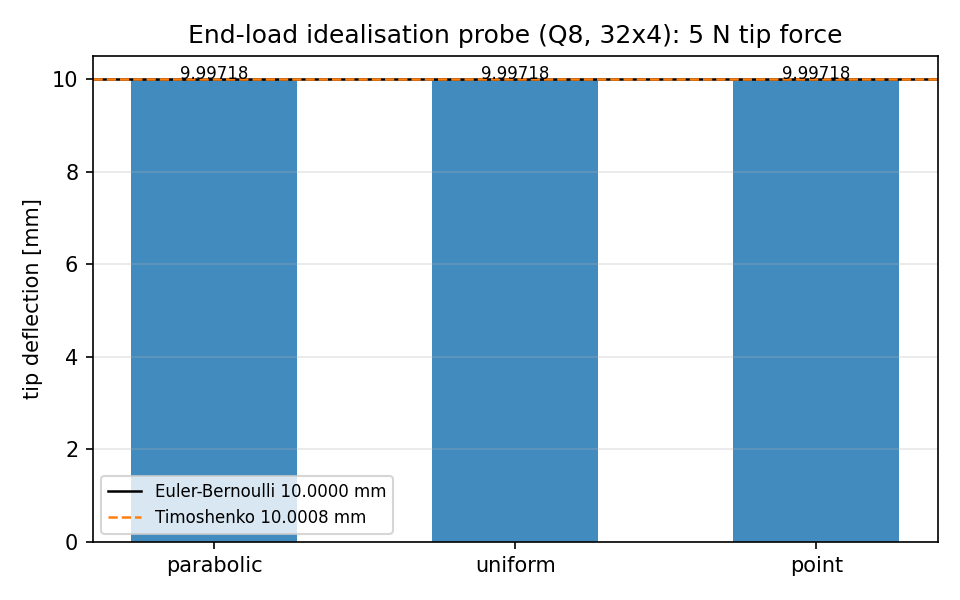 End-load idealisation probe (Q8, 32x4): 5 N tip force
tip deflection [mm]
10
8
6
4
2
0
9.99718
9.99718
9.99718
Euler-Bernoulli 10.0000 mm
Timoshenko 10.0008 mm
parabolic
uniform
point